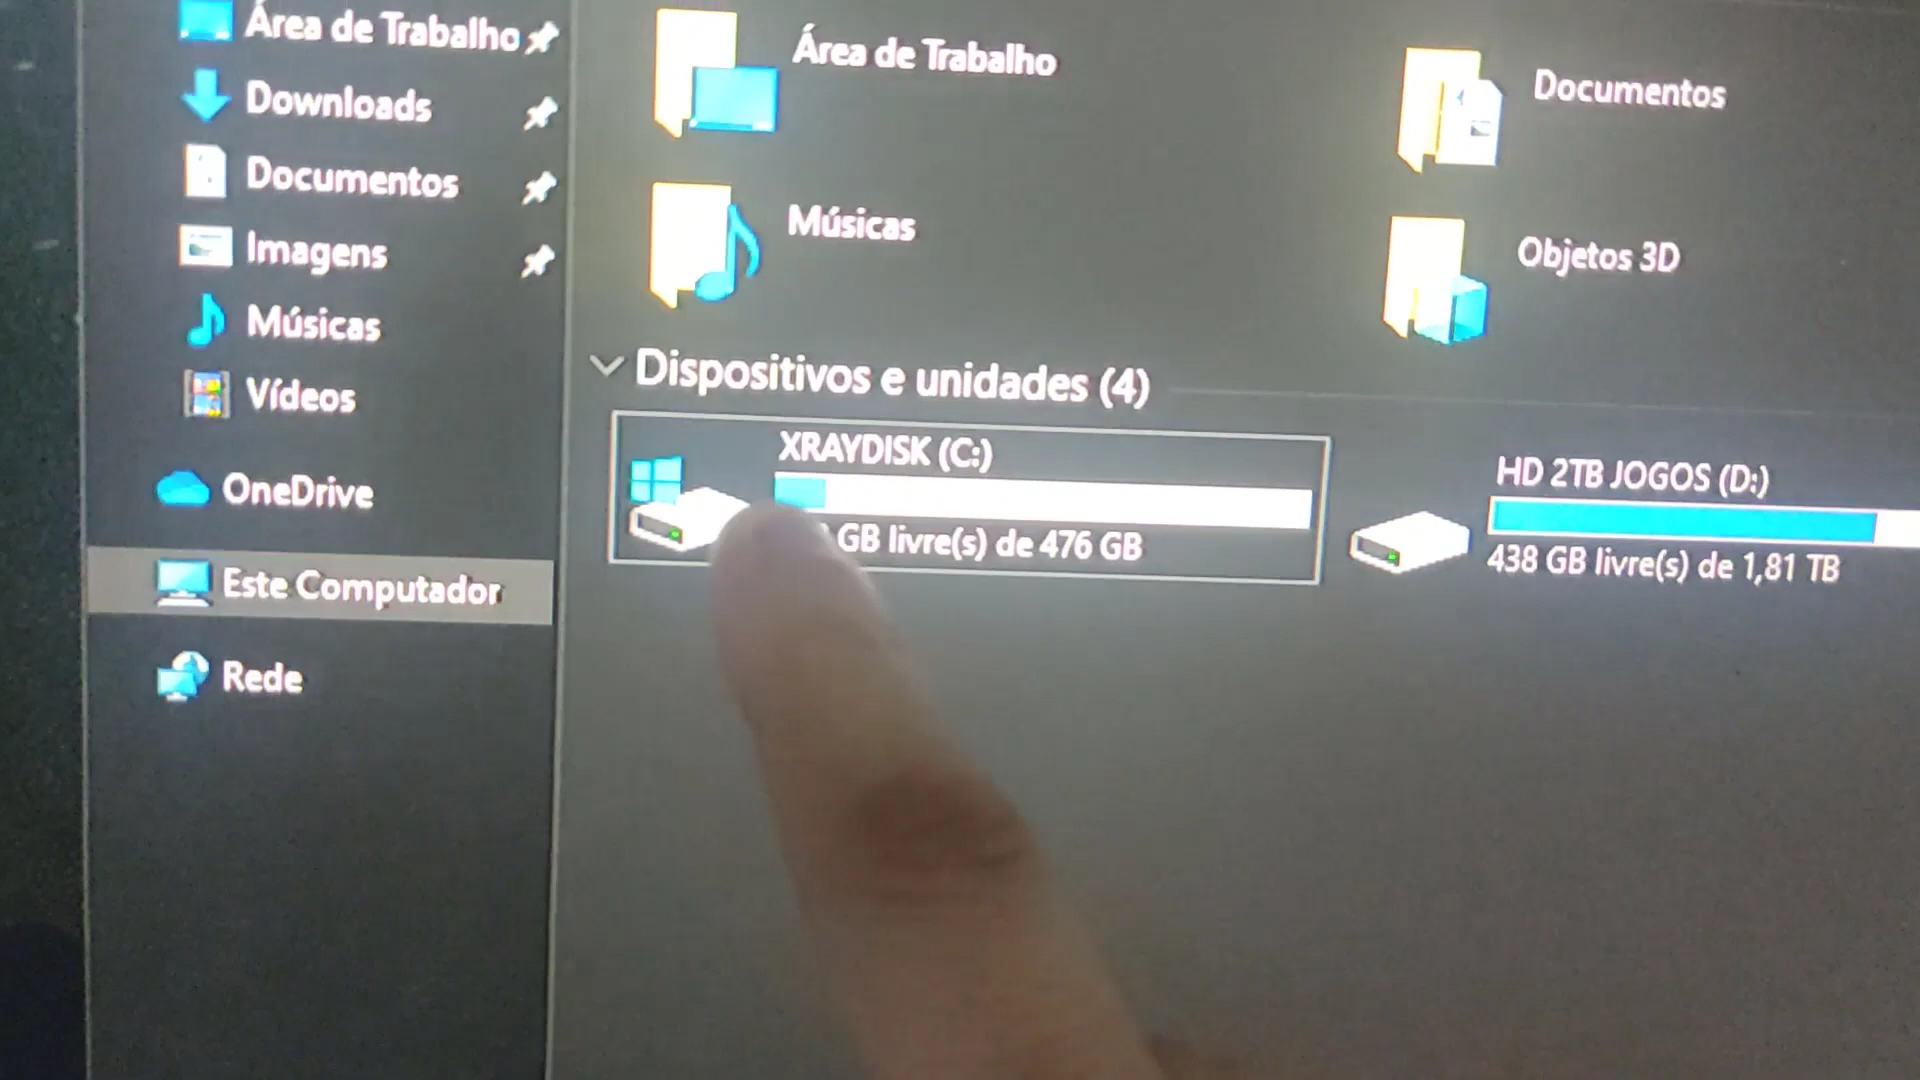 Área de Trabalho
Downloads
Documentos
Imagens
Músicas
Vídeos
OneDrive
Este Computador
Rede
Área de Trabalho
Documentos
Músicas
Objetos 3D
Dispositivos e unidades (4)
XRAYDISK (C:)
GB livre(s) de 476 GB
HD 2TB JOGOS (D:)
438 GB livre(s) de 1,81 TB